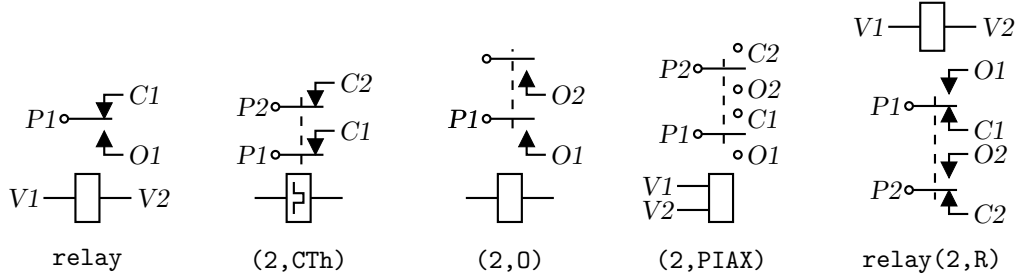 C1
P1
O1
V1 V2
relay
C2
P2
C1
P1
(2,CTh)
O2
P1
O1
(2,O)
C2
P2
O2
C1
P1
O1
V1
V2
(2,PIAX)
V1 V2
O1
P1
C1
O2
P2
C2
relay(2,R)